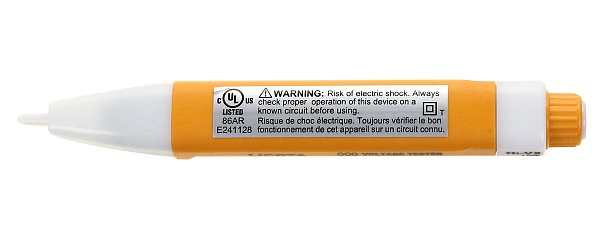 C UL US
LISTED
86AR
E241128
⚠WARNING: Risk of electric shock. Always
check proper operation of this device on a
known circuit before using.
T
Risque de choc électrique. Toujours vérifier le bon
fonctionnement de cet appareil sur un circuit connu.
VOLTAGE TESTER